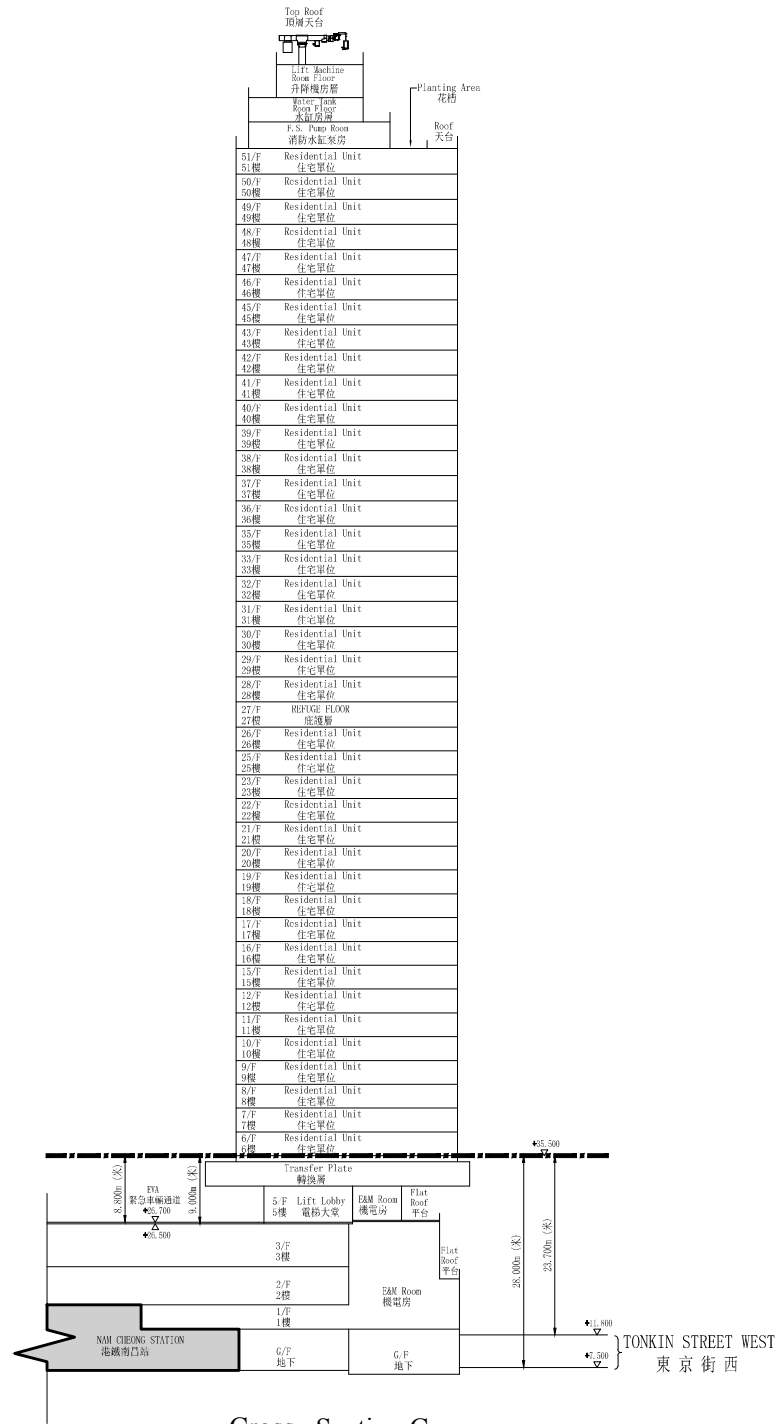 Top Roof
頂層天台
Lift Machine
Room Floor
升降機房層
Water Tank
Room Floor
水缸房層
F.S. Pump Room
消防水缸泵房
Planting Area
花槽
Roof
天台
51/F Residential Unit
51樓 住宅單位
50/F Residential Unit
50樓 住宅單位
49/F Residential Unit
49樓 住宅單位
48/F Residential Unit
48樓 住宅單位
47/F Residential Unit
47樓 住宅單位
46/F Residential Unit
46樓 住宅單位
45/F Residential Unit
45樓 住宅單位
43/F Residential Unit
43樓 住宅單位
42/F Residential Unit
42樓 住宅單位
41/F Residential Unit
41樓 住宅單位
40/F Residential Unit
40樓 住宅單位
39/F Residential Unit
39樓 住宅單位
38/F Residential Unit
38樓 住宅單位
37/F Residential Unit
37樓 住宅單位
36/F Residential Unit
36樓 住宅單位
35/F Residential Unit
35樓 住宅單位
33/F Residential Unit
33樓 住宅單位
32/F Residential Unit
32樓 住宅單位
31/F Residential Unit
31樓 住宅單位
30/F Residential Unit
30樓 住宅單位
29/F Residential Unit
29樓 住宅單位
28/F Residential Unit
28樓 住宅單位
27/F REFUGE FLOOR
27樓 庇護層
26/F Residential Unit
26樓 住宅單位
25/F Residential Unit
25樓 住宅單位
23/F Residential Unit
23樓 住宅單位
22/F Residential Unit
22樓 住宅單位
21/F Residential Unit
21樓 住宅單位
20/F Residential Unit
20樓 住宅單位
19/F Residential Unit
19樓 住宅單位
18/F Residential Unit
18樓 住宅單位
17/F Residential Unit
17樓 住宅單位
16/F Residential Unit
16樓 住宅單位
15/F Residential Unit
15樓 住宅單位
12/F Residential Unit
12樓 住宅單位
11/F Residential Unit
11樓 住宅單位
10/F Residential Unit
10樓 住宅單位
9/F Residential Unit
9樓 住宅單位
8/F Residential Unit
8樓 住宅單位
7/F Residential Unit
7樓 住宅單位
6/F Residential Unit
6樓 住宅單位
+35.500
Transfer Plate
轉換層
8.800m (米)
EVA
緊急車輛通道
+26.700
+26.500
9.000m (米)
5/F Lift Lobby
5樓 電梯大堂
E&M Room
機電房
Flat
Roof
平台
3/F
3樓
2/F
2樓
1/F
1樓
Flat
Roof
平台
E&M Room
機電房
28.000m (米)
23.700m (米)
NAM CHEONG STATION
港鐵南昌站
G/F
地下
G/F
地下
+11.800
+7.500
TONKIN STREET WEST
東京街西